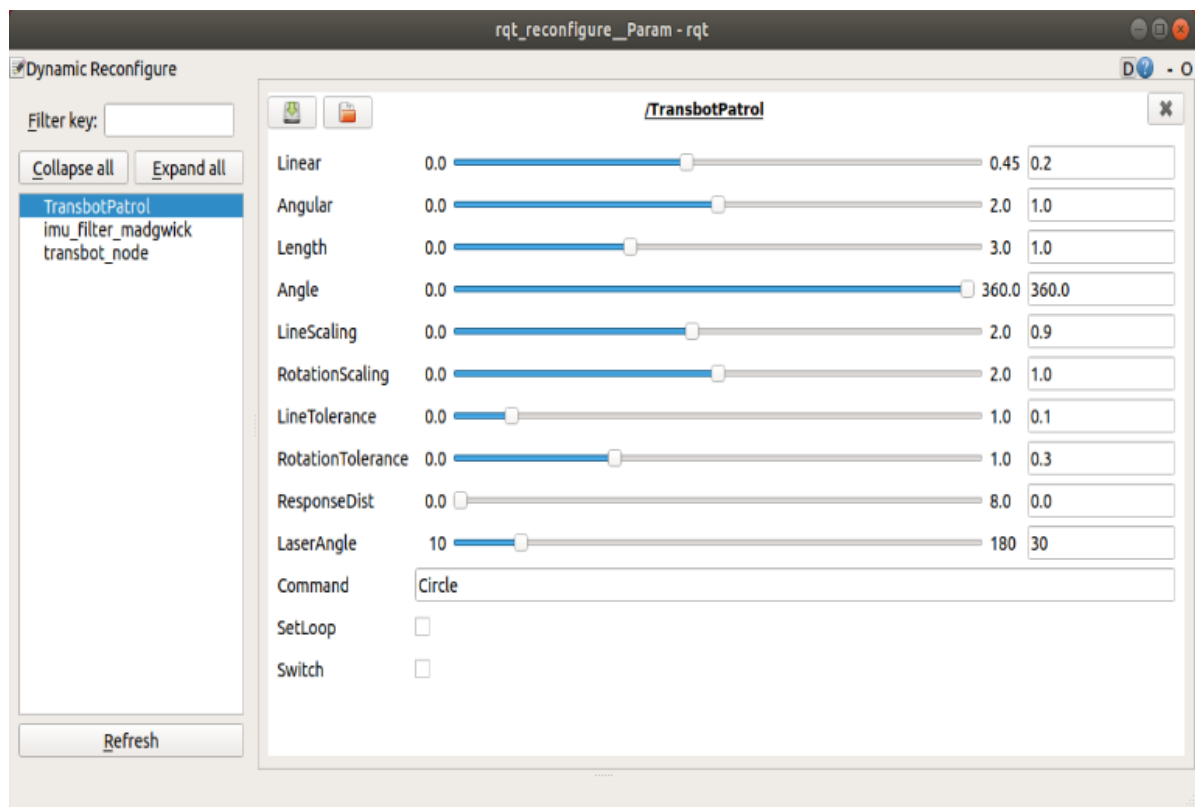 rqt_reconfigure__Param - rqt
Dynamic Reconfigure
D - O
Filter key:
Collapse all Expand all
TransbotPatrol
imu_filter_madgwick
transbot_node
Refresh
/TransbotPatrol
Linear 0.0 0.45 0.2
Angular 0.0 2.0 1.0
Length 0.0 3.0 1.0
Angle 0.0 360.0 360.0
LineScaling 0.0 2.0 0.9
RotationScaling 0.0 2.0 1.0
LineTolerance 0.0 1.0 0.1
RotationTolerance 0.0 1.0 0.3
ResponseDist 0.0 8.0 0.0
LaserAngle 10 180 30
Command Circle
SetLoop
Switch